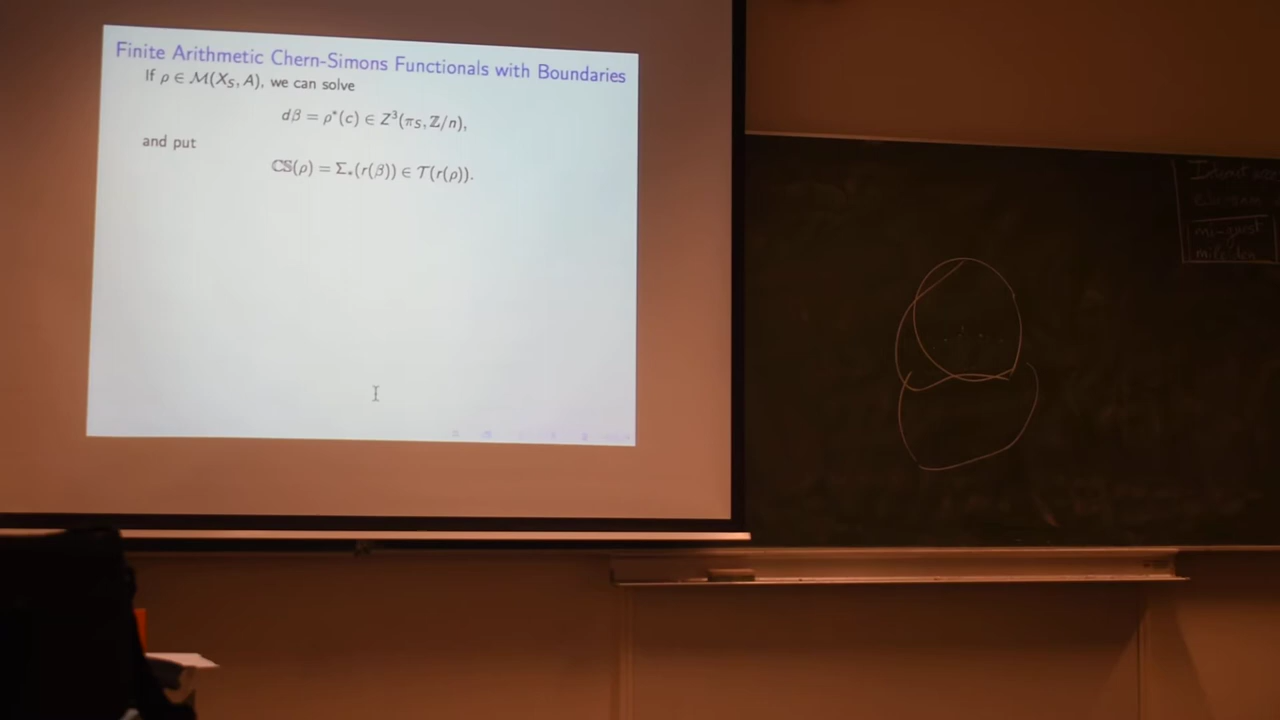 Finite Arithmetic Chern-Simons Functionals with Boundaries
If ρ ∈ M(X_S, A), we can solve
dβ = ρ*(c) ∈ Z³(π_S, ℤ/n),
and put
ℂ𝕊(ρ) = Σ_*(r(β)) ∈ T(r(ρ)).
Internet